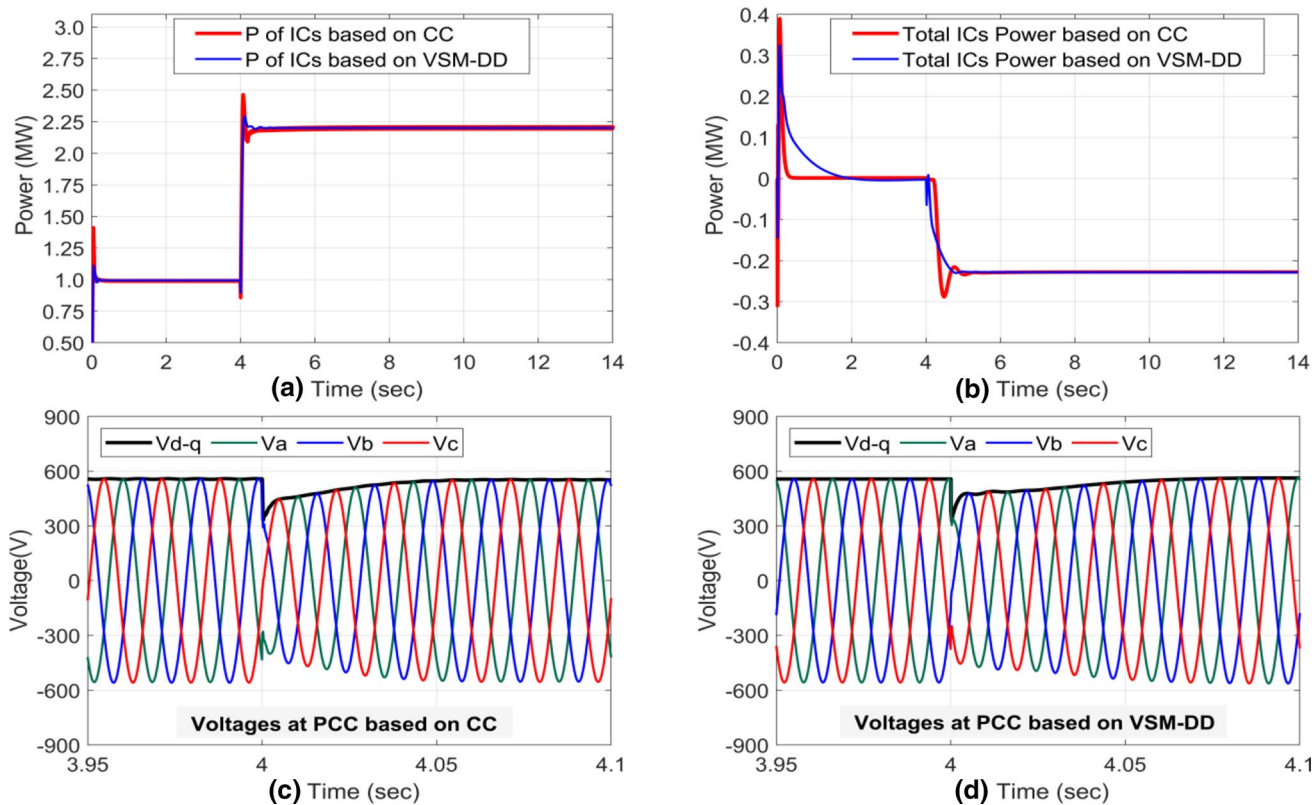 P of ICs based on CC
P of ICs based on VSM-DD
3.0
2.75
2.50
2.25
2.0
1.75
1.50
1.25
1.0
0.75
0.50
Power (MW)
0 2 4 6 8 10 12 14
(a) Time (sec)
Total ICs Power based on CC
Total ICs Power based on VSM-DD
0.4
0.3
0.2
0.1
0
-0.1
-0.2
-0.3
-0.4
Power (MW)
0 2 4 6 8 10 12 14
(b) Time (sec)
Vd-q Va Vb Vc
900
600
300
0
-300
-600
-900
Voltage(V)
Voltages at PCC based on CC
3.95 4 4.05 4.1
(c) Time (sec)
Vd-q Va Vb Vc
900
600
300
0
-300
-600
-900
Voltage(V)
Voltages at PCC based on VSM-DD
3.95 4 4.05 4.1
(d) Time (sec)